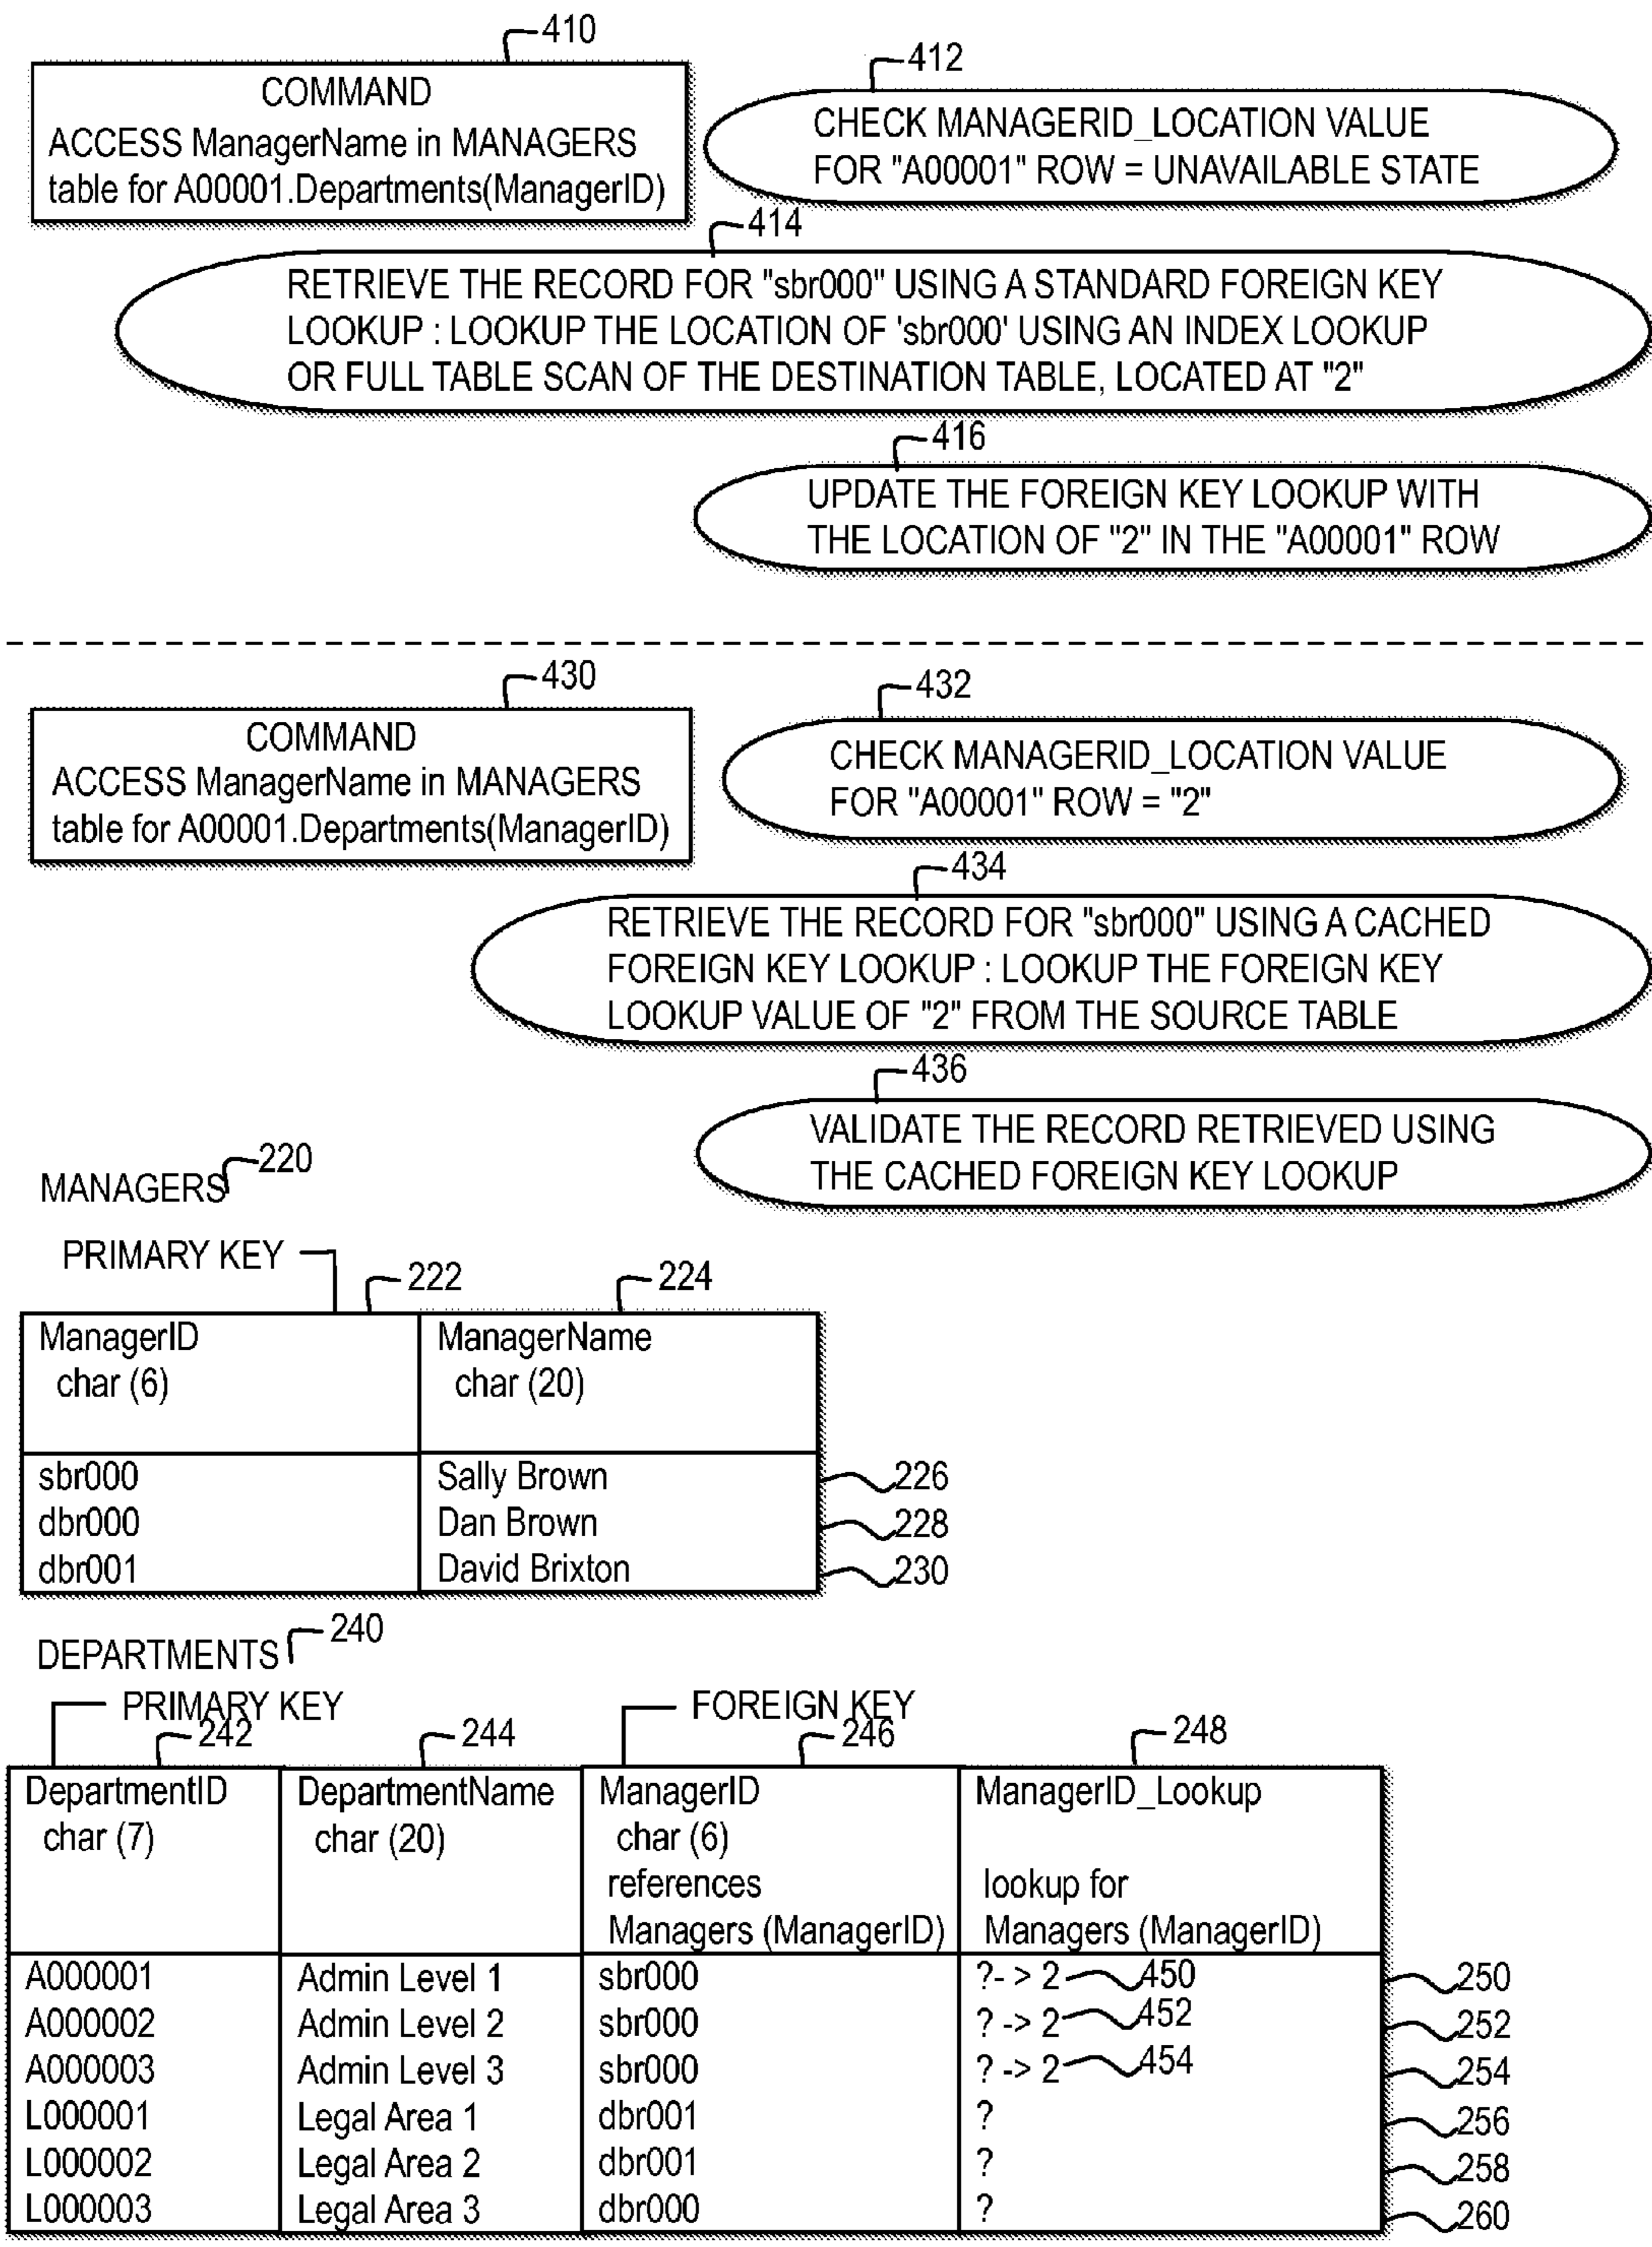 410
COMMAND
ACCESS ManagerName in MANAGERS
table for A00001.Departments(ManagerID)
412
CHECK MANAGERID_LOCATION VALUE
FOR "A00001" ROW = UNAVAILABLE STATE
414
RETRIEVE THE RECORD FOR "sbr000" USING A STANDARD FOREIGN KEY
LOOKUP : LOOKUP THE LOCATION OF 'sbr000' USING AN INDEX LOOKUP
OR FULL TABLE SCAN OF THE DESTINATION TABLE, LOCATED AT "2"
416
UPDATE THE FOREIGN KEY LOOKUP WITH
THE LOCATION OF "2" IN THE "A00001" ROW
430
COMMAND
ACCESS ManagerName in MANAGERS
table for A00001.Departments(ManagerID)
432
CHECK MANAGERID_LOCATION VALUE
FOR "A00001" ROW = "2"
434
RETRIEVE THE RECORD FOR "sbr000" USING A CACHED
FOREIGN KEY LOOKUP : LOOKUP THE FOREIGN KEY
LOOKUP VALUE OF "2" FROM THE SOURCE TABLE
436
VALIDATE THE RECORD RETRIEVED USING
THE CACHED FOREIGN KEY LOOKUP
MANAGERS 220
PRIMARY KEY 222 224
ManagerID ManagerName
char (6) char (20)
sbr000 Sally Brown 226
dbr000 Dan Brown 228
dbr001 David Brixton 230
DEPARTMENTS 240
PRIMARY KEY FOREIGN KEY
242 244 246 248
DepartmentID DepartmentName ManagerID ManagerID_Lookup
char (7) char (20) char (6)
references lookup for
Managers (ManagerID) Managers (ManagerID)
A000001 Admin Level 1 sbr000 ?- > 2 450 250
A000002 Admin Level 2 sbr000 ? -> 2 452 252
A000003 Admin Level 3 sbr000 ? -> 2 454 254
L000001 Legal Area 1 dbr001 ? 256
L000002 Legal Area 2 dbr001 ? 258
L000003 Legal Area 3 dbr000 ? 260